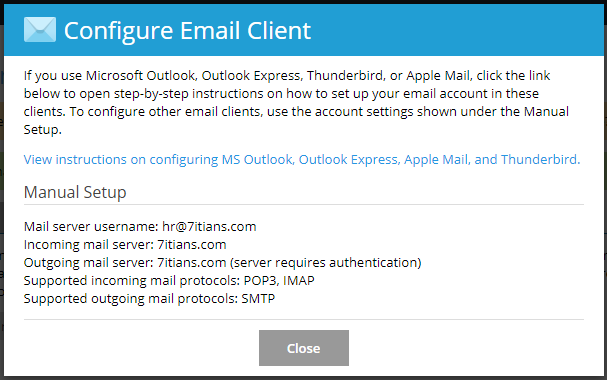 Configure Email Client
If you use Microsoft Outlook, Outlook Express, Thunderbird, or Apple Mail, click the link
below to open step-by-step instructions on how to set up your email account in these
clients. To configure other email clients, use the account settings shown under the Manual
Setup.
View instructions on configuring MS Outlook, Outlook Express, Apple Mail, and Thunderbird.
Manual Setup
Mail server username: hr@7itians.com
Incoming mail server: 7itians.com
Outgoing mail server: 7itians.com (server requires authentication)
Supported incoming mail protocols: POP3, IMAP
Supported outgoing mail protocols: SMTP
Close